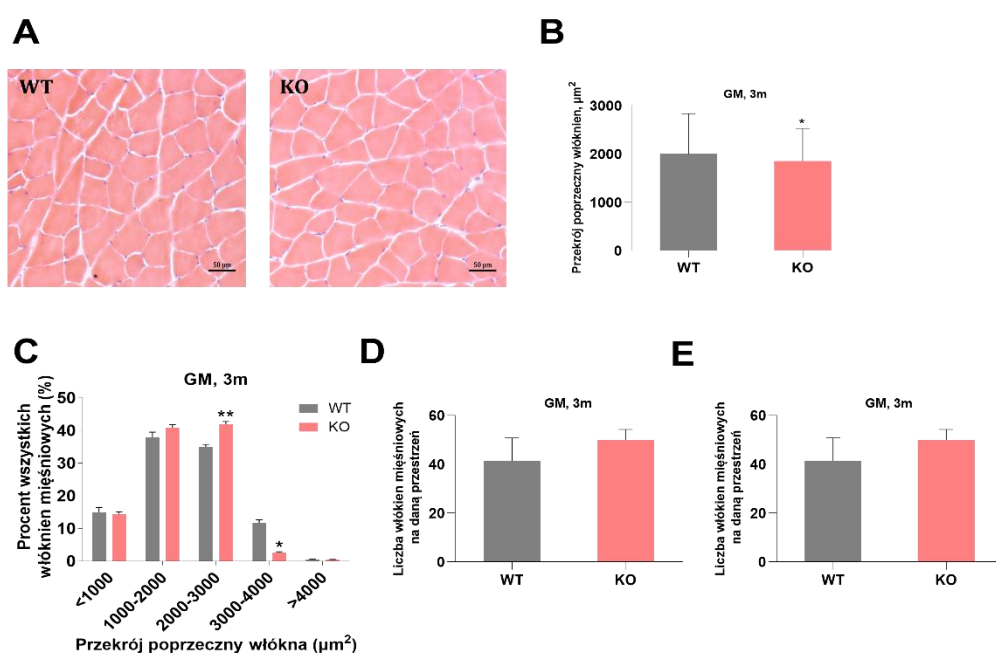 A
WT
50 µm
KO
50 µm
B
GM, 3m
Przekrój poprzeczny włóknien, µm²
3000
2000
1000
0
*
WT
KO
C
GM, 3m
Procent wszystkich
włóknien mięśniowych (%)
50
40
30
20
10
0
**
*
WT
KO
<1000
1000-2000
2000-3000
3000-4000
>4000
Przekrój poprzeczny włókna (µm²)
D
GM, 3m
Liczba włókien mięśniowych
na daną przestrzeń
60
40
20
0
WT
KO
E
GM, 3m
Liczba włókien mięśniowych
na daną przestrzeń
60
40
20
0
WT
KO